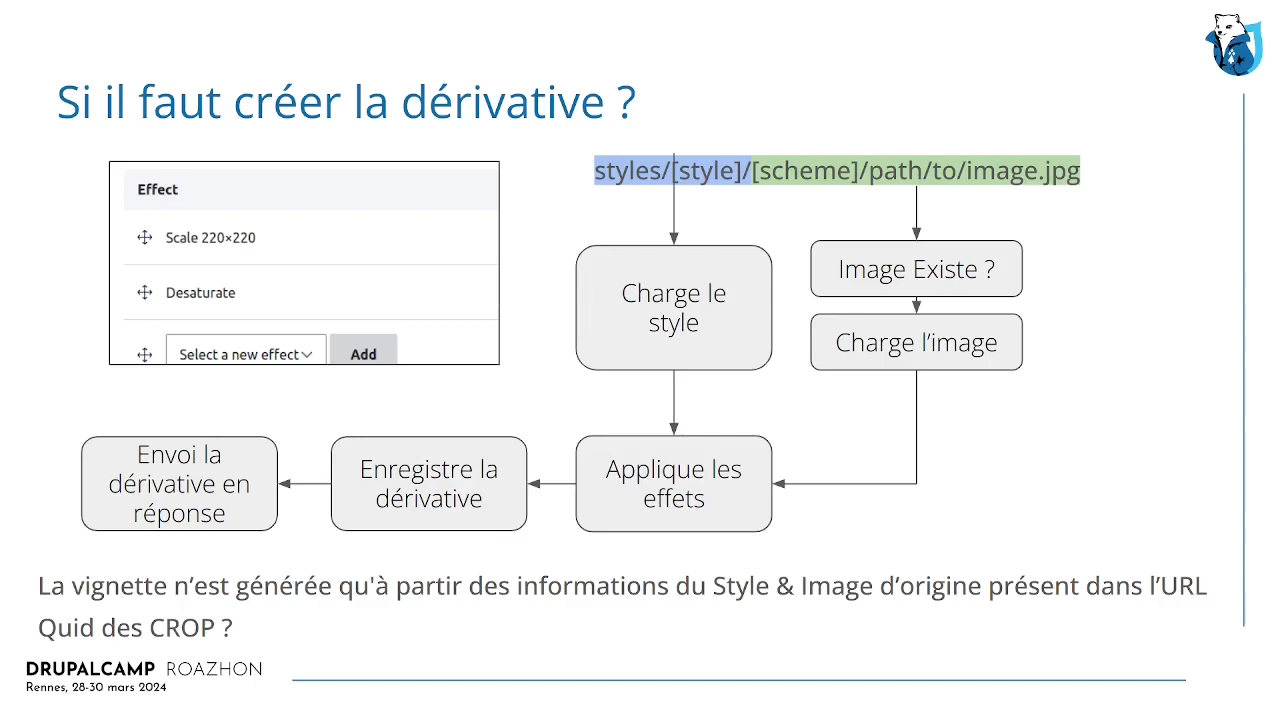 Si il faut créer la dérivative ?
Effect
Scale 220×220
Desaturate
Select a new effect
Add
styles/[style]/[scheme]/path/to/image.jpg
Charge le
style
Image Existe ?
Charge l’image
Envoi la
dérivative en
réponse
Enregistre la
dérivative
Applique les
effets
La vignette n’est générée qu'à partir des informations du Style & Image d’origine présent dans l’URL
Quid des CROP ?
DRUPALCAMP ROAZHON
Rennes, 28-30 mars 2024